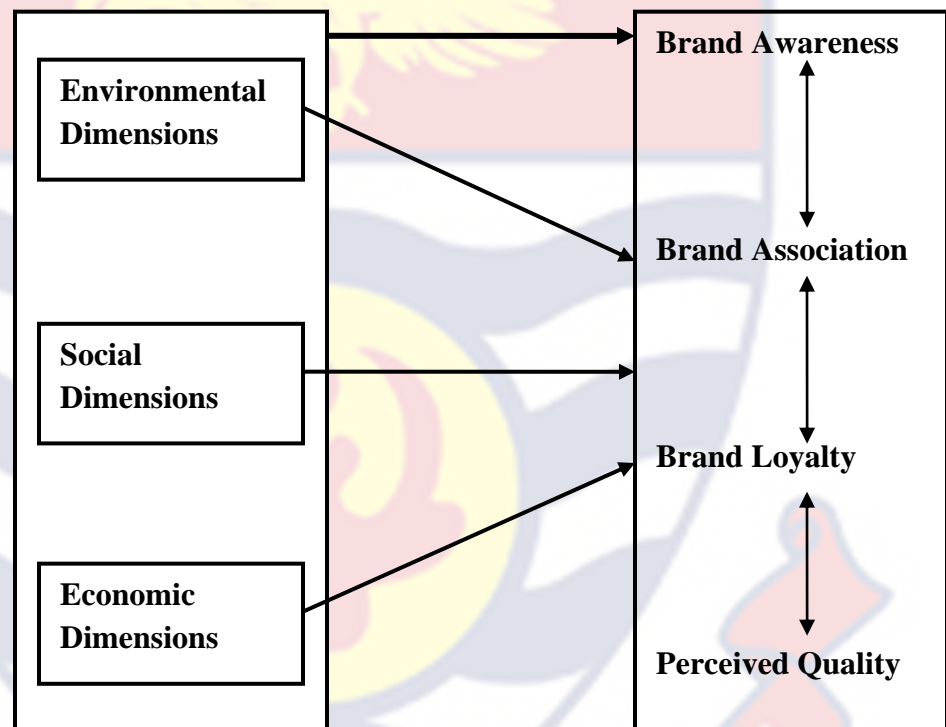 Environmental
Dimensions
Social
Dimensions
Economic
Dimensions
Brand Awareness
Brand Association
Brand Loyalty
Perceived Quality